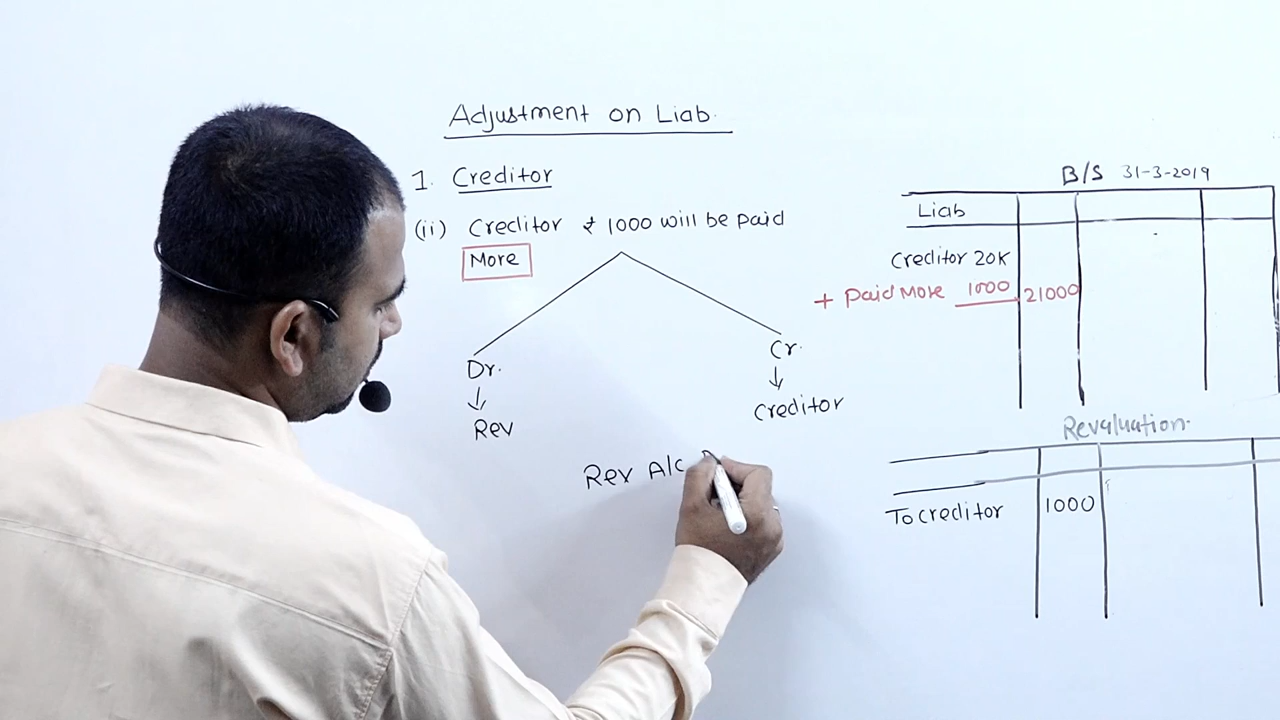 Adjustment on Liab.
1. Creditor
(ii) Creditor ₹ 1000 will be paid
More
Dr.
Rev
Cr.
Creditor
Rev A/c D
B/S 31-3-2019
Liab
Creditor 20K
+ Paid More 1000 21000
Revaluation
To creditor 1000